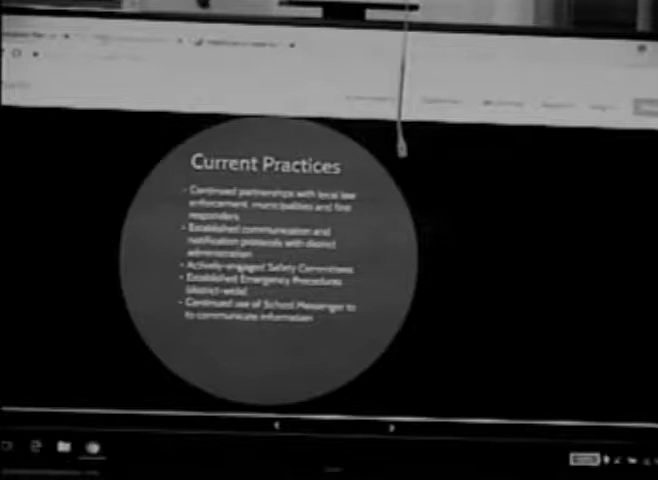 Current Practices
- Continued partnerships with local law
enforcement, municipalities and first
responders
- Established communication and
notification protocols with district
administration
- Actively-engaged Safety Committees
- Established Emergency Procedures
(district-wide)
- Continued use of School Messenger to
to communicate information